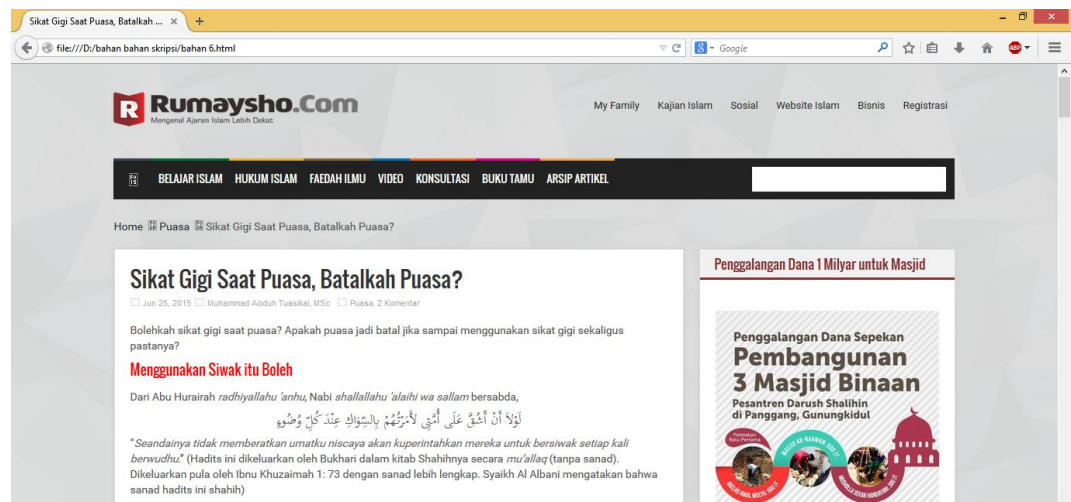 Sikat Gigi Saat Puasa, Batalkah ...
file:///D:/bahan bahan skripsi/bahan 6.html
Google
ABP
R Rumaysho.Com
Mengenal Ajaran Islam Lebih Dekat
My Family Kajian Islam Sosial Website Islam Bisnis Registrasi
BELAJAR ISLAM HUKUM ISLAM FAEDAH ILMU VIDEO KONSULTASI BUKU TAMU ARSIP ARTIKEL
Home Puasa Sikat Gigi Saat Puasa, Batalkah Puasa?
Sikat Gigi Saat Puasa, Batalkah Puasa?
Jun 25, 2015 Muhammad Abduh Tuasikal, MSc Puasa 2 Komentar
Bolehkah sikat gigi saat puasa? Apakah puasa jadi batal jika sampai menggunakan sikat gigi sekaligus
pastanya?
Menggunakan Siwak itu Boleh
Dari Abu Hurairah radhiyallahu 'anhu, Nabi shallallahu 'alaihi wa sallam bersabda,
لَوْلاَ أَنْ أَشُقَّ عَلَى أُمَّتِى لأَمَرْتُهُمْ بِالسِّوَاكِ عِنْدَ كُلِّ وُضُوءٍ
"Seandainya tidak memberatkan umatku niscaya akan kuperintahkan mereka untuk bersiwak setiap kali
berwudhu." (Hadits ini dikeluarkan oleh Bukhari dalam kitab Shahihnya secara mu'allaq (tanpa sanad).
Dikeluarkan pula oleh Ibnu Khuzaimah 1: 73 dengan sanad lebih lengkap. Syaikh Al Albani mengatakan bahwa
sanad hadits ini shahih)
Penggalangan Dana 1 Milyar untuk Masjid
Penggalangan Dana Sepekan
Pembangunan
3 Masjid Binaan
Pesantren Darush Shalihin
di Panggang, Gunungkidul
Peletakan
Batu Pertama